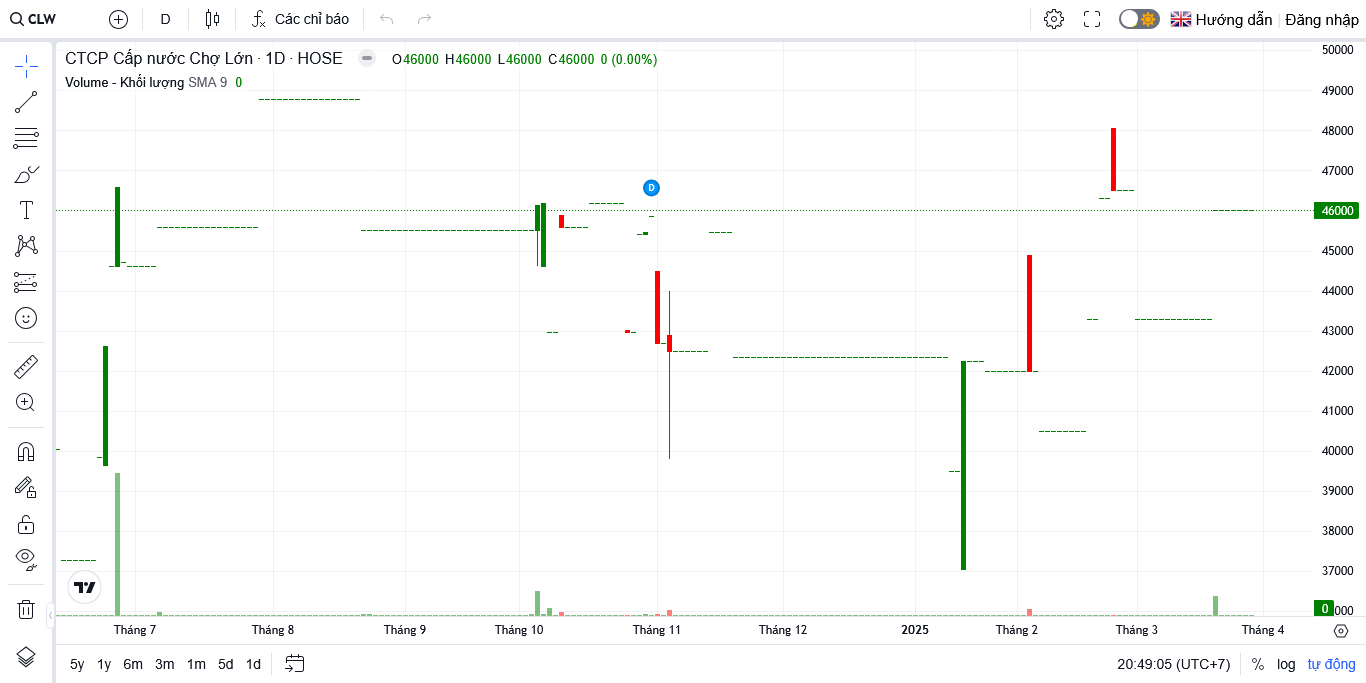 CLW D Các chỉ báo Hướng dẫn Đăng nhập
CTCP Cấp nước Chợ Lớn · 1D · HOSE O46000 H46000 L46000 C46000 0 (0.00%)
Volume - Khối lượng SMA 9 0
50000
49000
48000
47000
D
46000
45000
44000
43000
42000
41000
40000
39000
38000
37000
0 000
Tháng 7 Tháng 8 Tháng 9 Tháng 10 Tháng 11 Tháng 12 2025 Tháng 2 Tháng 3 Tháng 4
5y 1y 6m 3m 1m 5d 1d 20:49:05 (UTC+7) % log tự động